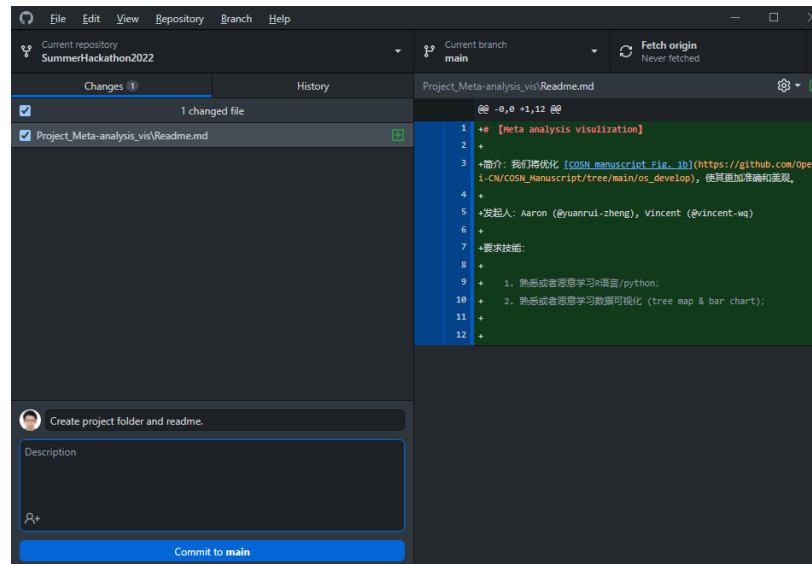 File Edit View Repository Branch Help
Current repository
SummerHackathon2022
Current branch
main
Fetch origin
Never fetched
Changes 1
History
1 changed file
Project_Meta-analysis_vis\Readme.md
Project_Meta-analysis_vis\Readme.md
@@ -0,0 +1,12 @@
1 +# 【Meta analysis visulization】
2 +
3 +简介: 我们将优化 [COSN manuscript Fig. 1b](https://github.com/Ope
i-CN/COSN_Manuscript/tree/main/os_develop), 使其更加准确和美观。
4 +
5 +发起人: Aaron (@yuanrui-zheng), Vincent (@vincent-wq)
6 +
7 +要求技能:
8 +
9 + 1. 熟悉或者愿意学习R语言/python;
10 + 2. 熟悉或者愿意学习数据可视化 (tree map & bar chart);
11 +
12 +
Create project folder and readme.
Description
Commit to main